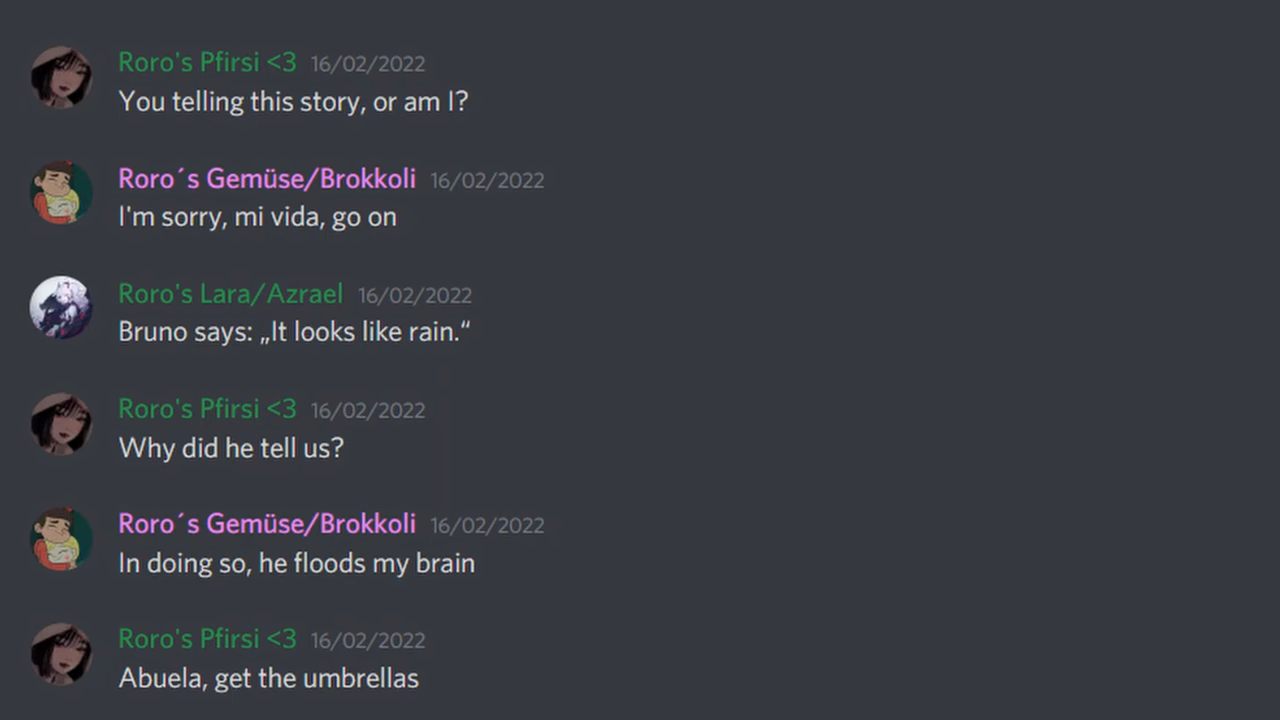 Roro's Pfirsi <3 16/02/2022
You telling this story, or am I?
Roro´s Gemüse/Brokkoli 16/02/2022
I'm sorry, mi vida, go on
Roro's Lara/Azrael 16/02/2022
Bruno says: „It looks like rain.“
Roro's Pfirsi <3 16/02/2022
Why did he tell us?
Roro´s Gemüse/Brokkoli 16/02/2022
In doing so, he floods my brain
Roro's Pfirsi <3 16/02/2022
Abuela, get the umbrellas